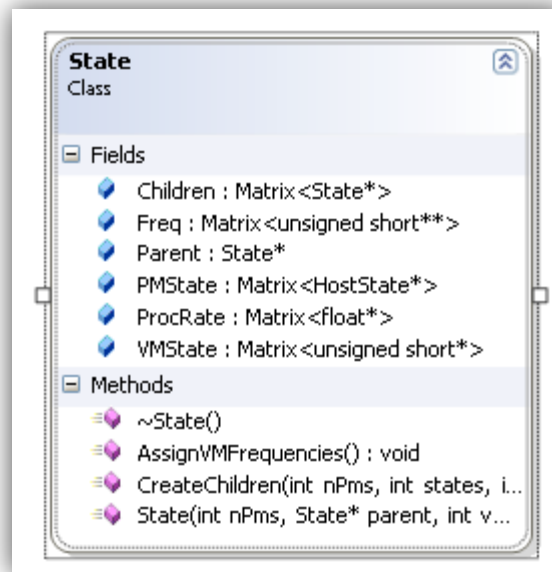 State
Class
Fields
Children : Matrix<State*>
Freq : Matrix<unsigned short**>
Parent : State*
PMState : Matrix<HostState*>
ProcRate : Matrix<float*>
VMState : Matrix<unsigned short*>
Methods
~State()
AssignVMFrequencies() : void
CreateChildren(int nPms, int states, i...
State(int nPms, State* parent, int v...